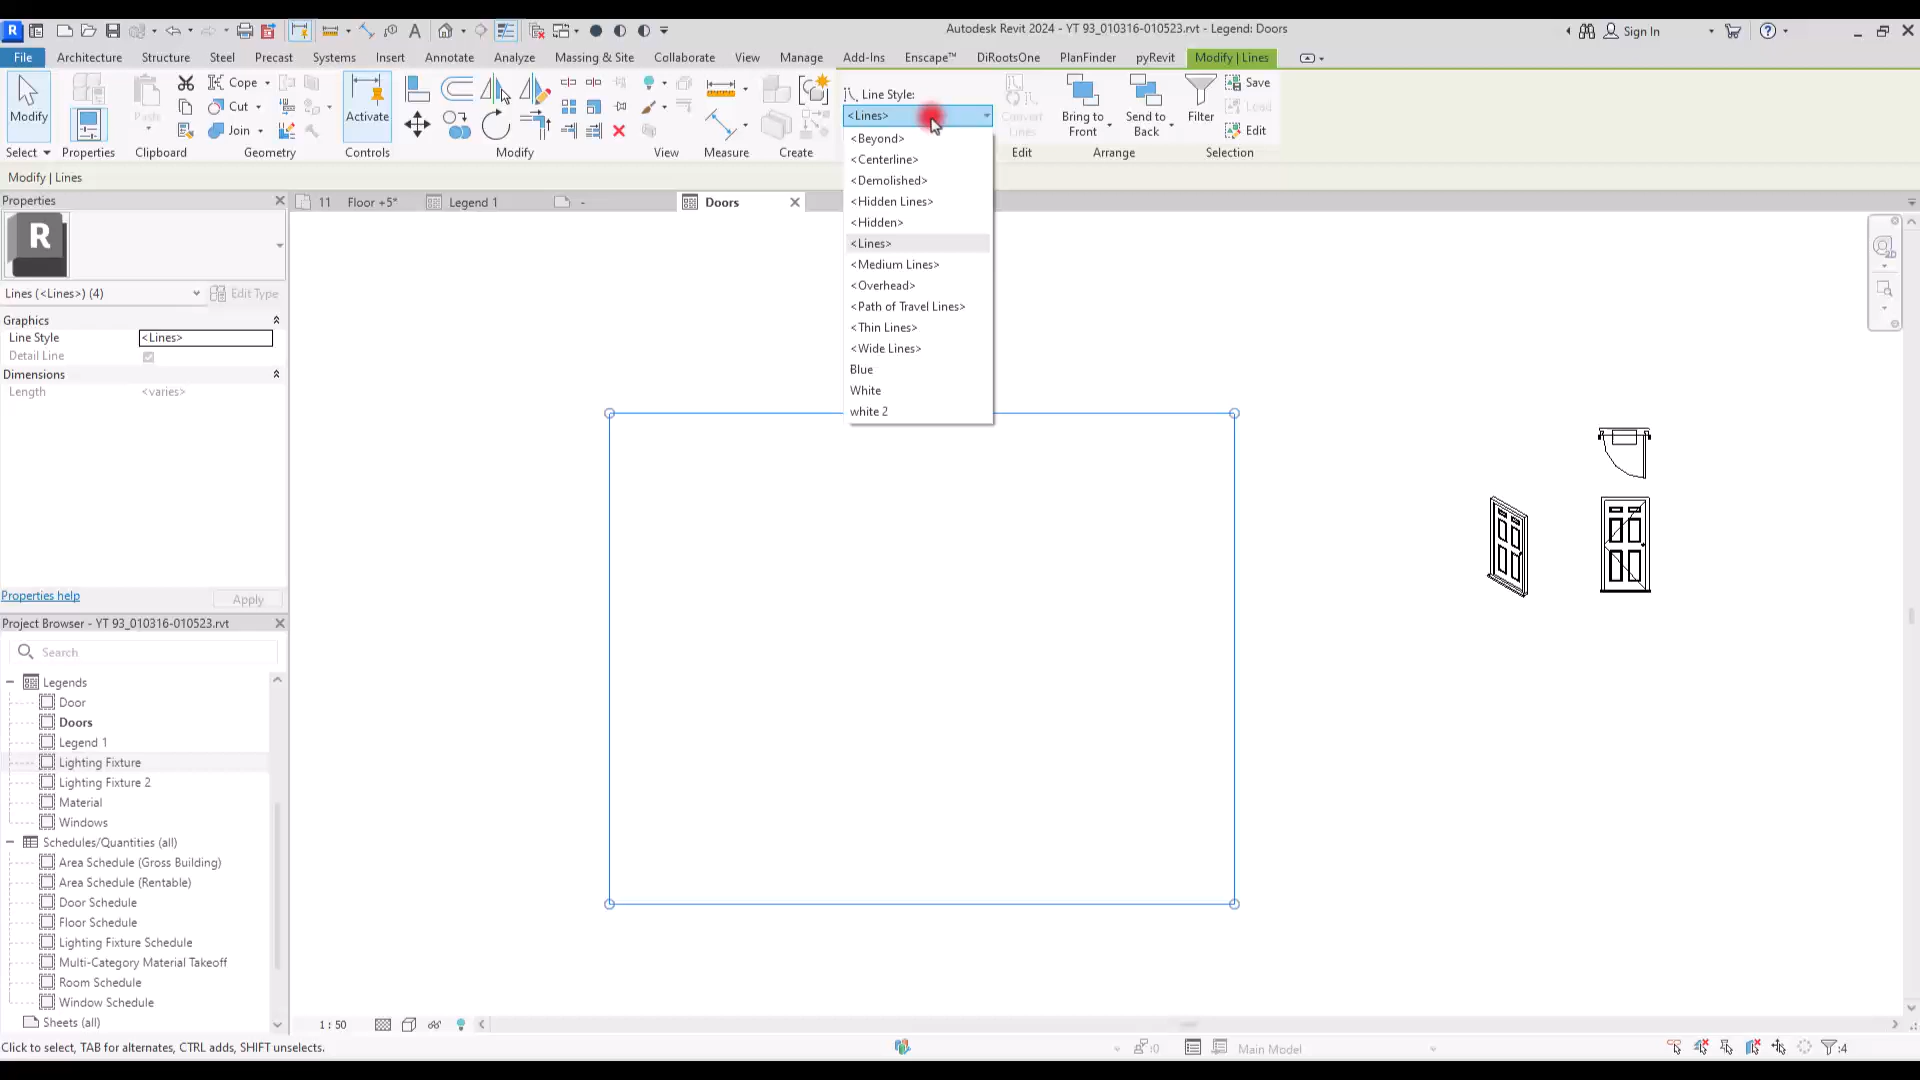 Autodesk Revit 2024 - YT 93_010316-010523.rvt - Legend: Doors
Sign In
File
Architecture
Structure
Steel
Precast
Systems
Insert
Annotate
Analyze
Massing & Site
Collaborate
View
Manage
Add-Ins
Enscape™
DiRootsOne
PlanFinder
pyRevit
Modify | Lines
Modify
Properties
Paste
Cope
Cut
Join
Activate
Line Style:
<Lines>
Convert
Lines
Bring to
Front
Send to
Back
Filter
Save
Load
Edit
Select
Properties
Clipboard
Geometry
Controls
Modify
View
Measure
Create
Edit
Arrange
Selection
<Beyond>
<Centerline>
<Demolished>
<Hidden Lines>
<Hidden>
<Lines>
<Medium Lines>
<Overhead>
<Path of Travel Lines>
<Thin Lines>
<Wide Lines>
Blue
White
white 2
Modify | Lines
Properties
11 Floor +5*
Legend 1
-
Doors
R
Lines (<Lines>) (4)
Edit Type
Graphics
Line Style <Lines>
Detail Line
Dimensions
Length <varies>
Properties help
Apply
Project Browser - YT 93_010316-010523.rvt
Search
Legends
Door
Doors
Legend 1
Lighting Fixture
Lighting Fixture 2
Material
Windows
Schedules/Quantities (all)
Area Schedule (Gross Building)
Area Schedule (Rentable)
Door Schedule
Floor Schedule
Lighting Fixture Schedule
Multi-Category Material Takeoff
Room Schedule
Window Schedule
Sheets (all)
1 : 50
Click to select, TAB for alternates, CTRL adds, SHIFT unselects.
:0
Main Model
:4